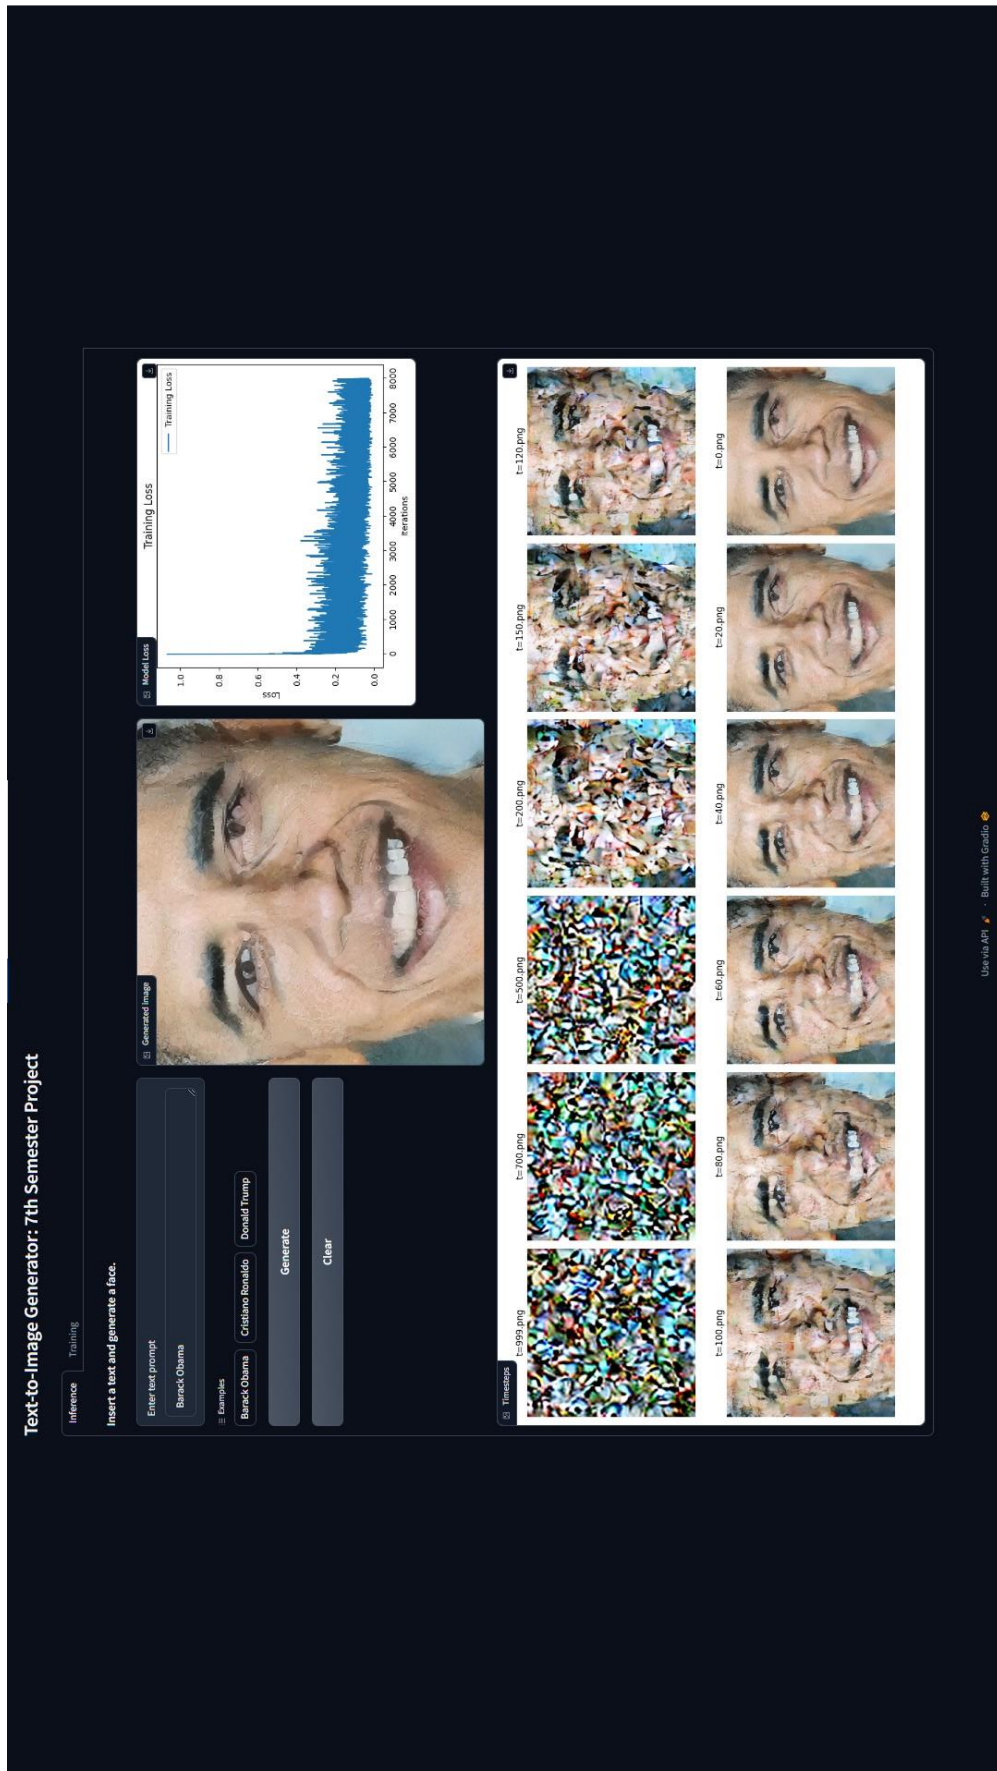 Text-to-Image Generator: 7th Semester Project
Inference
Training
Insert a text and generate a face.
Enter text prompt
Barack Obama
Examples
Barack Obama
Cristiano Ronaldo
Donald Trump
Generate
Clear
Generated Image
Model Loss
Training Loss
Training Loss
Loss
1.0
0.8
0.6
0.4
0.2
0.0
0
1000
2000
3000
4000
5000
6000
7000
8000
Iterations
Timesteps
t=999.png
t=700.png
t=500.png
t=200.png
t=150.png
t=120.png
t=100.png
t=80.png
t=60.png
t=40.png
t=20.png
t=0.png
Use via API · Built with Gradio